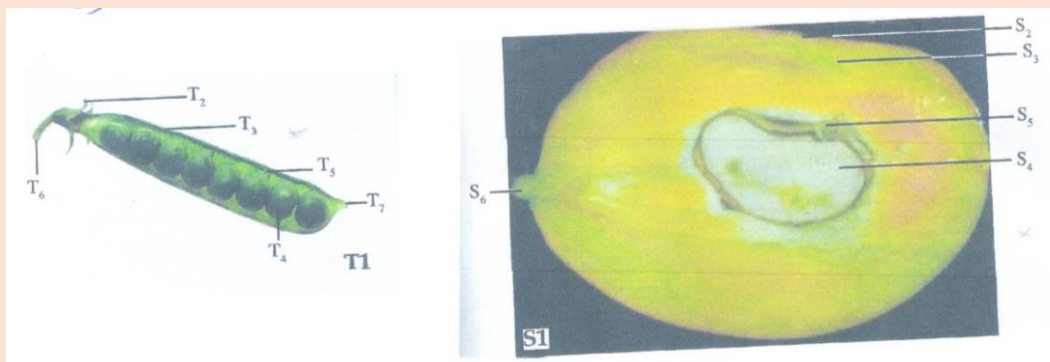 T₂
T₃
T₅
T₆
T₇
T₄
T1
S₂
S₃
S₅
S₄
S₆
S1